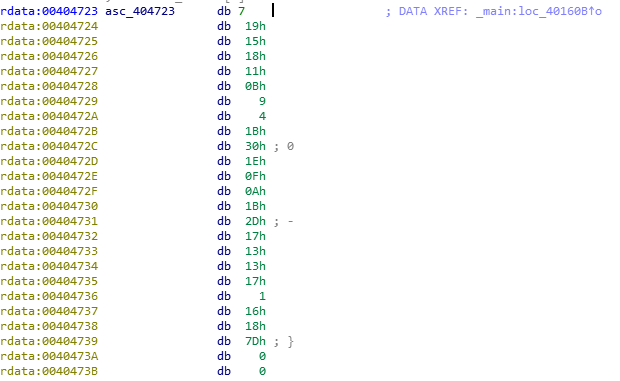 rdata:00404723 asc_404723 db 7 ; DATA XREF: _main:loc_40160B↑o
rdata:00404724 db 19h
rdata:00404725 db 15h
rdata:00404726 db 18h
rdata:00404727 db 11h
rdata:00404728 db 0Bh
rdata:00404729 db 9
rdata:0040472A db 4
rdata:0040472B db 1Bh
rdata:0040472C db 30h ; 0
rdata:0040472D db 1Eh
rdata:0040472E db 0Fh
rdata:0040472F db 0Ah
rdata:00404730 db 1Bh
rdata:00404731 db 2Dh ; -
rdata:00404732 db 17h
rdata:00404733 db 13h
rdata:00404734 db 13h
rdata:00404735 db 17h
rdata:00404736 db 1
rdata:00404737 db 16h
rdata:00404738 db 18h
rdata:00404739 db 7Dh ; }
rdata:0040473A db 0
rdata:0040473B db 0